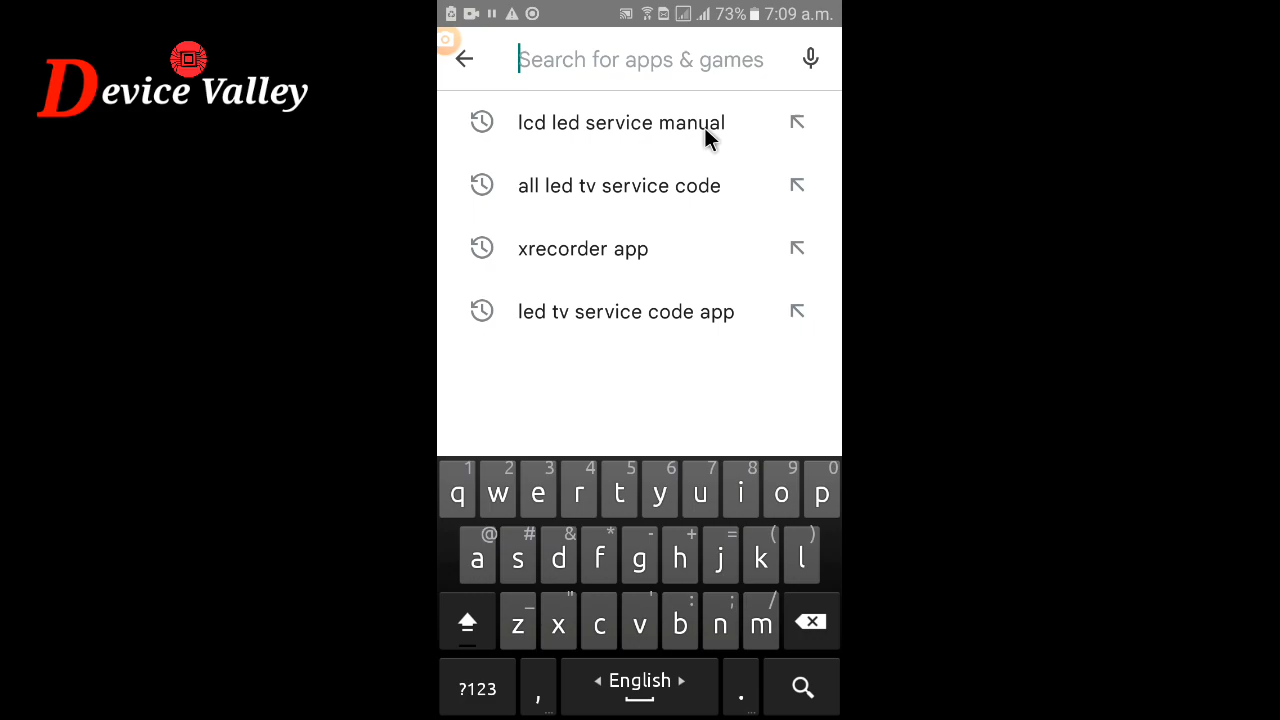 Device Valley
73% 7:09 a.m.
Search for apps & games
lcd led service manual
all led tv service code
xrecorder app
led tv service code app
1 2 3 4 5 6 7 8 9 0
q w e r t y u i o p
@ # & * - + = ( )
a s d f g h j k l
_ " ' : ; /
z x c v b n m
?123 , English .